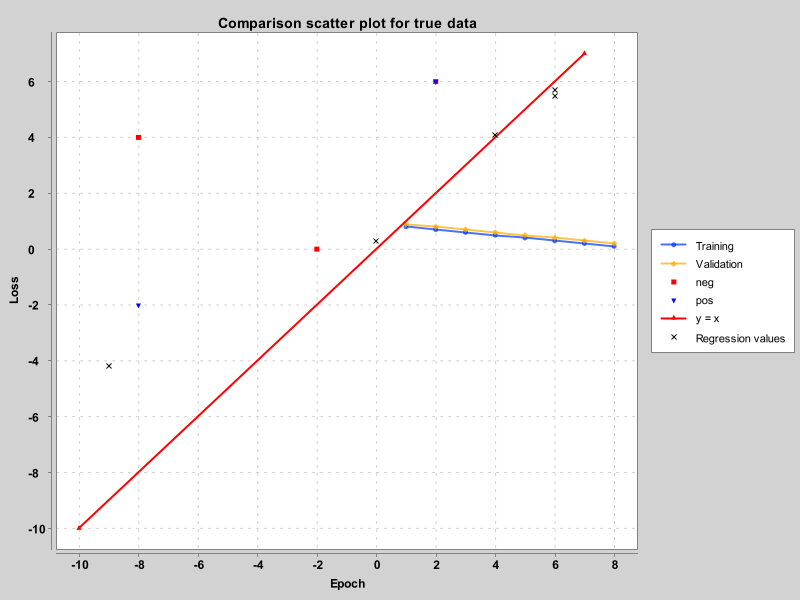 Comparison scatter plot for true data
6
4
2
0
-2
-4
-6
-8
-10
Loss
-10 -8 -6 -4 -2 0 2 4 6 8
Epoch
Training
Validation
neg
pos
y = x
Regression values